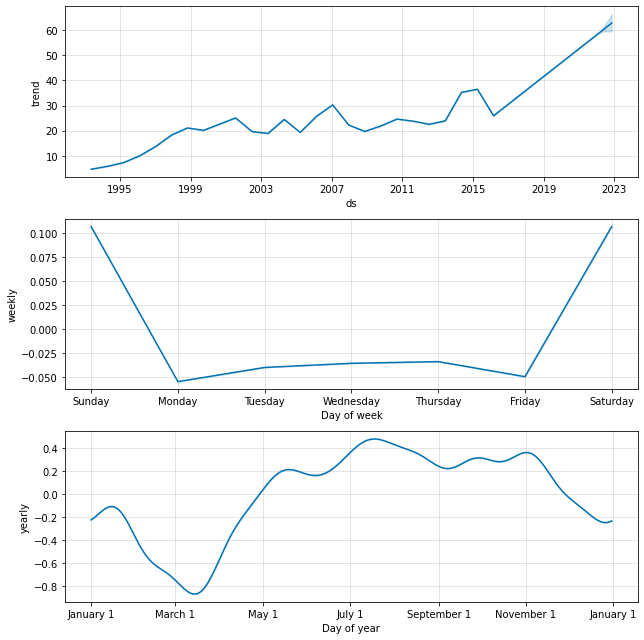 60
50
40
30
20
10
trend
1995 1999 2003 2007 2011 2015 2019 2023
ds
0.100
0.075
0.050
0.025
0.000
−0.025
−0.050
weekly
Sunday Monday Tuesday Wednesday Thursday Friday Saturday
Day of week
0.4
0.2
0.0
−0.2
−0.4
−0.6
−0.8
yearly
January 1 March 1 May 1 July 1 September 1 November 1 January 1
Day of year